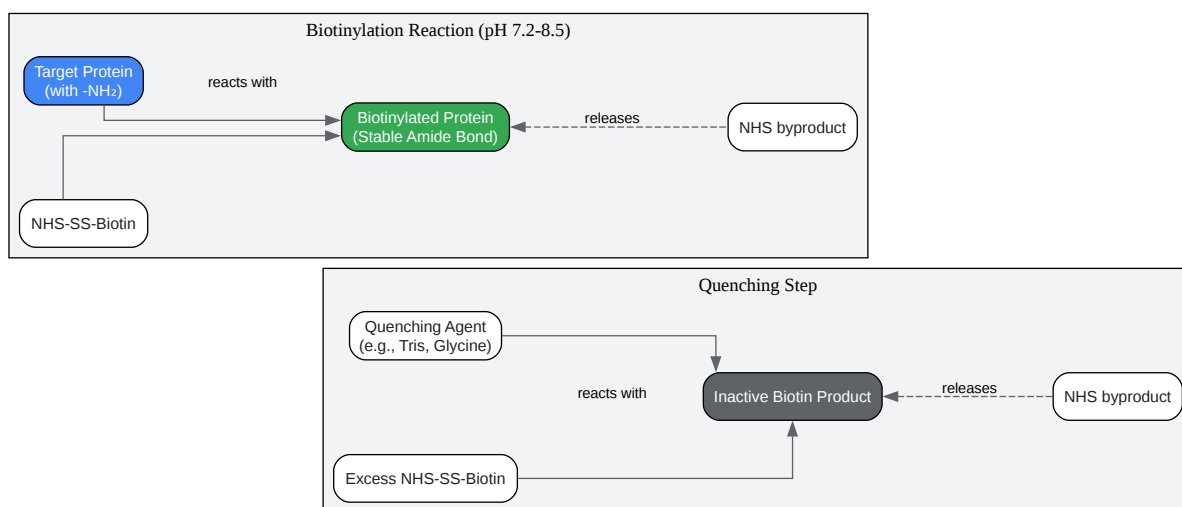 Biotinylation Reaction (pH 7.2-8.5)
Target Protein
(with -NH₂)
reacts with
Biotinylated Protein
(Stable Amide Bond)
releases
NHS byproduct
NHS-SS-Biotin
Quenching Step
Quenching Agent
(e.g., Tris, Glycine)
reacts with
Inactive Biotin Product
releases
NHS byproduct
Excess NHS-SS-Biotin